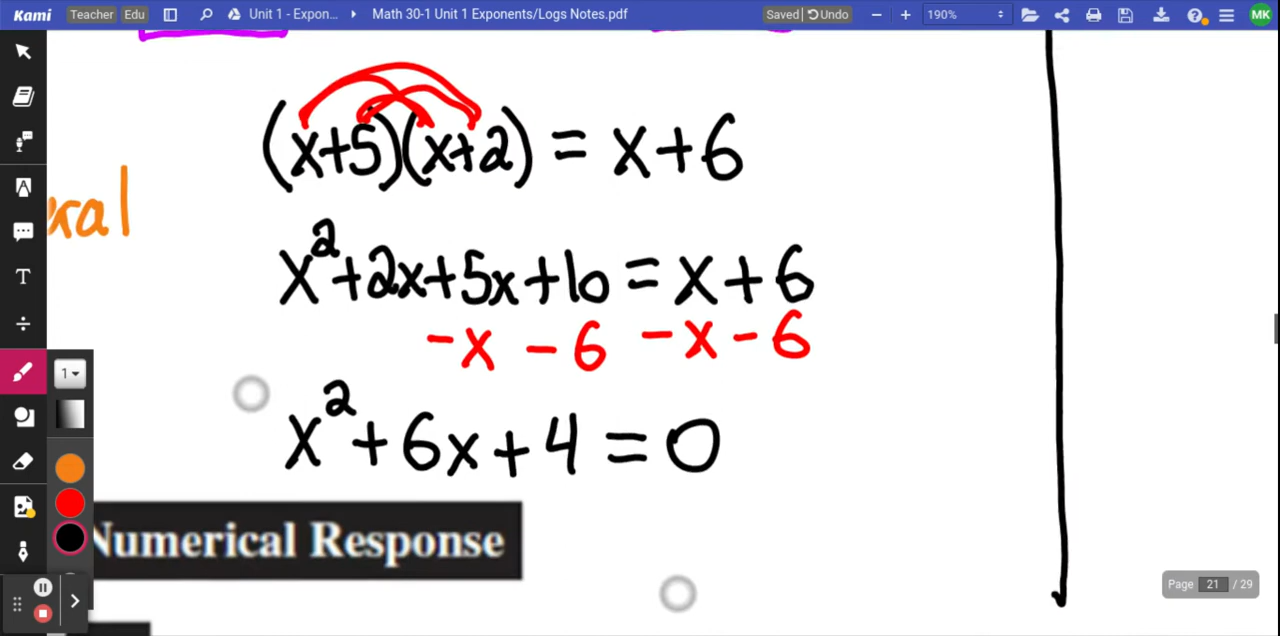 Kami Teacher Edu Unit 1 - Expon... Math 30-1 Unit 1 Exponents/Logs Notes.pdf Saved Undo 190% MK
(x+5)(x+2) = x+6
x²+2x+5x+10 = x+6
-x - 6 -x - 6
x²+6x+4=0
1
Numerical Response
Page 21 / 29